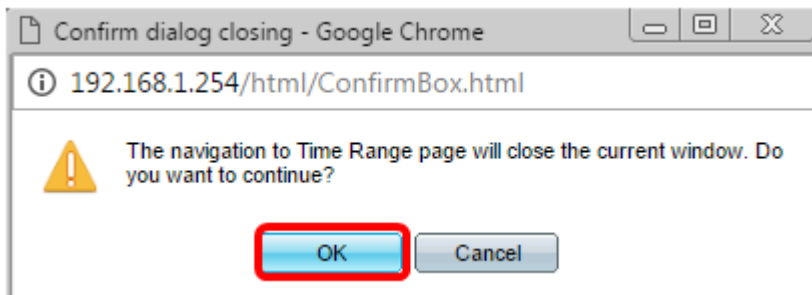 Confirm dialog closing - Google Chrome
192.168.1.254/html/ConfirmBox.html
The navigation to Time Range page will close the current window. Do
you want to continue?
OK Cancel